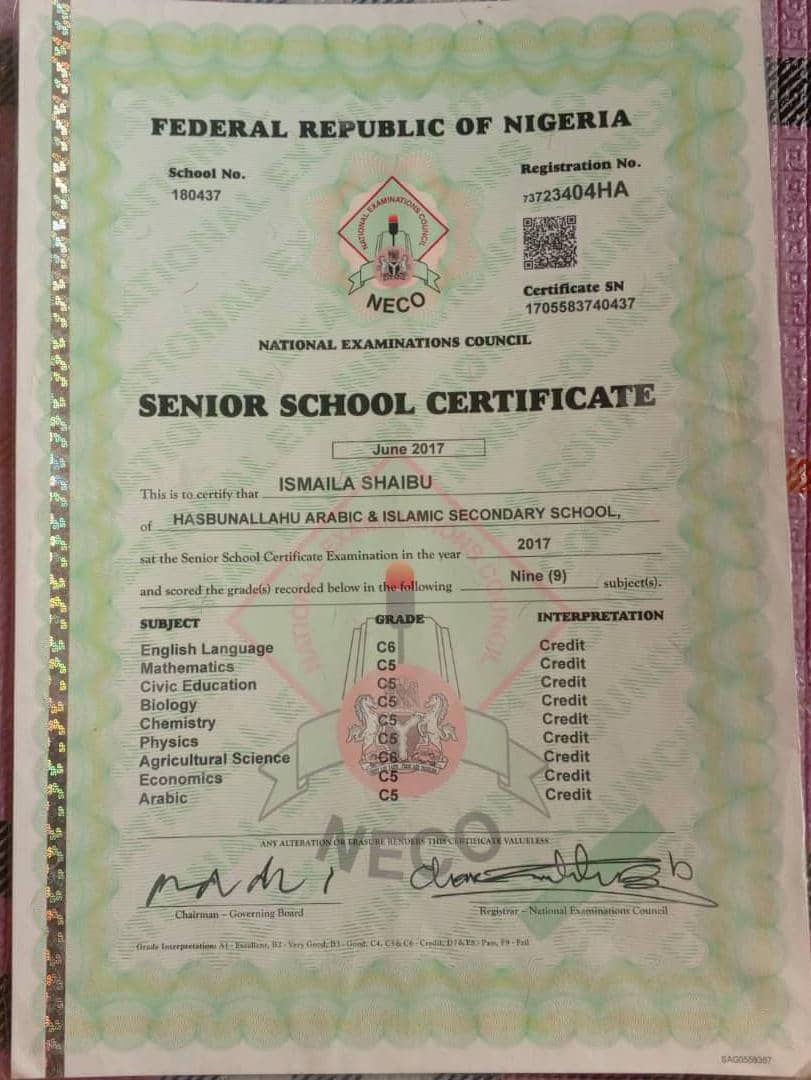 FEDERAL REPUBLIC OF NIGERIA
School No.
180437
Registration No.
7323404HA
NATIONAL EXAMINATIONS COUNCIL
NECO
Certificate SN
1705583740437
NATIONAL EXAMINATIONS COUNCIL
SENIOR SCHOOL CERTIFICATE
June 2017
This is to certify that ISMAILA SHAIBU
of HASBUNALLAHU ARABIC & ISLAMIC SECONDARY SCHOOL,
sat the Senior School Certificate Examination in the year 2017
and scored the grade(s) recorded below in the following Nine (9) subject(s).
SUBJECT GRADE INTERPRETATION
English Language C6 Credit
Mathematics C5 Credit
Civic Education C5 Credit
Biology C5 Credit
Chemistry C5 Credit
Physics C5 Credit
Agricultural Science C6 Credit
Economics C5 Credit
Arabic C5 Credit
NECO
ANY ALTERATION OR ERASURE RENDERS THIS CERTIFICATE VALUELESS
Chairman – Governing Board
Registrar – National Examinations Council
Grade Interpretation: A1 - Excellent, B2 - Very Good, B3 - Good, C4, C5 & C6 - Credit, D7 & E8 - Pass, F9 - Fail
SAG0558367